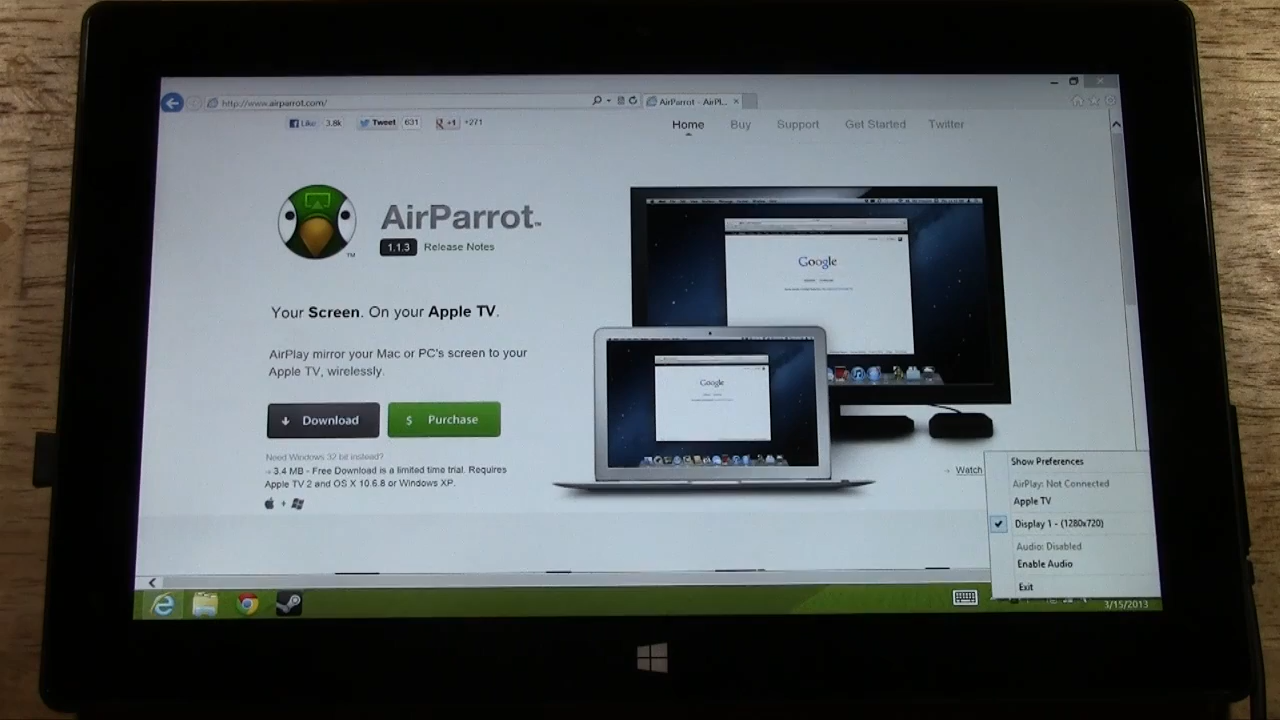 http://www.airparrot.com/
AirParrot - AirPl...
Like 3.8k Tweet 631 +1 +271
Home Buy Support Get Started Twitter
AirParrot™
1.1.3 Release Notes
Your Screen. On your Apple TV.
AirPlay mirror your Mac or PC's screen to your
Apple TV, wirelessly.
Download
$ Purchase
Need Windows 32 bit instead?
3.4 MB - Free Download is a limited time trial. Requires
Apple TV 2 and OS X 10.6.8 or Windows XP.
Google
Google
Watch
Show Preferences
AirPlay: Not Connected
Apple TV
Display 1 - (1280x720)
Audio: Disabled
Enable Audio
Exit
3/15/2013